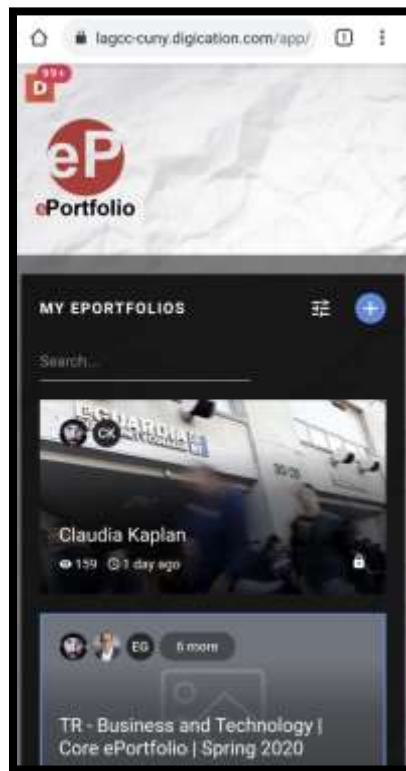 lagcc-cuny.digication.com/app/
99+
D
eP
ePortfolio
MY EPORTFOLIOS
Search...
CK
Claudia Kaplan
159 1 day ago
EG 6 more
TR - Business and Technology |
Core ePortfolio | Spring 2020